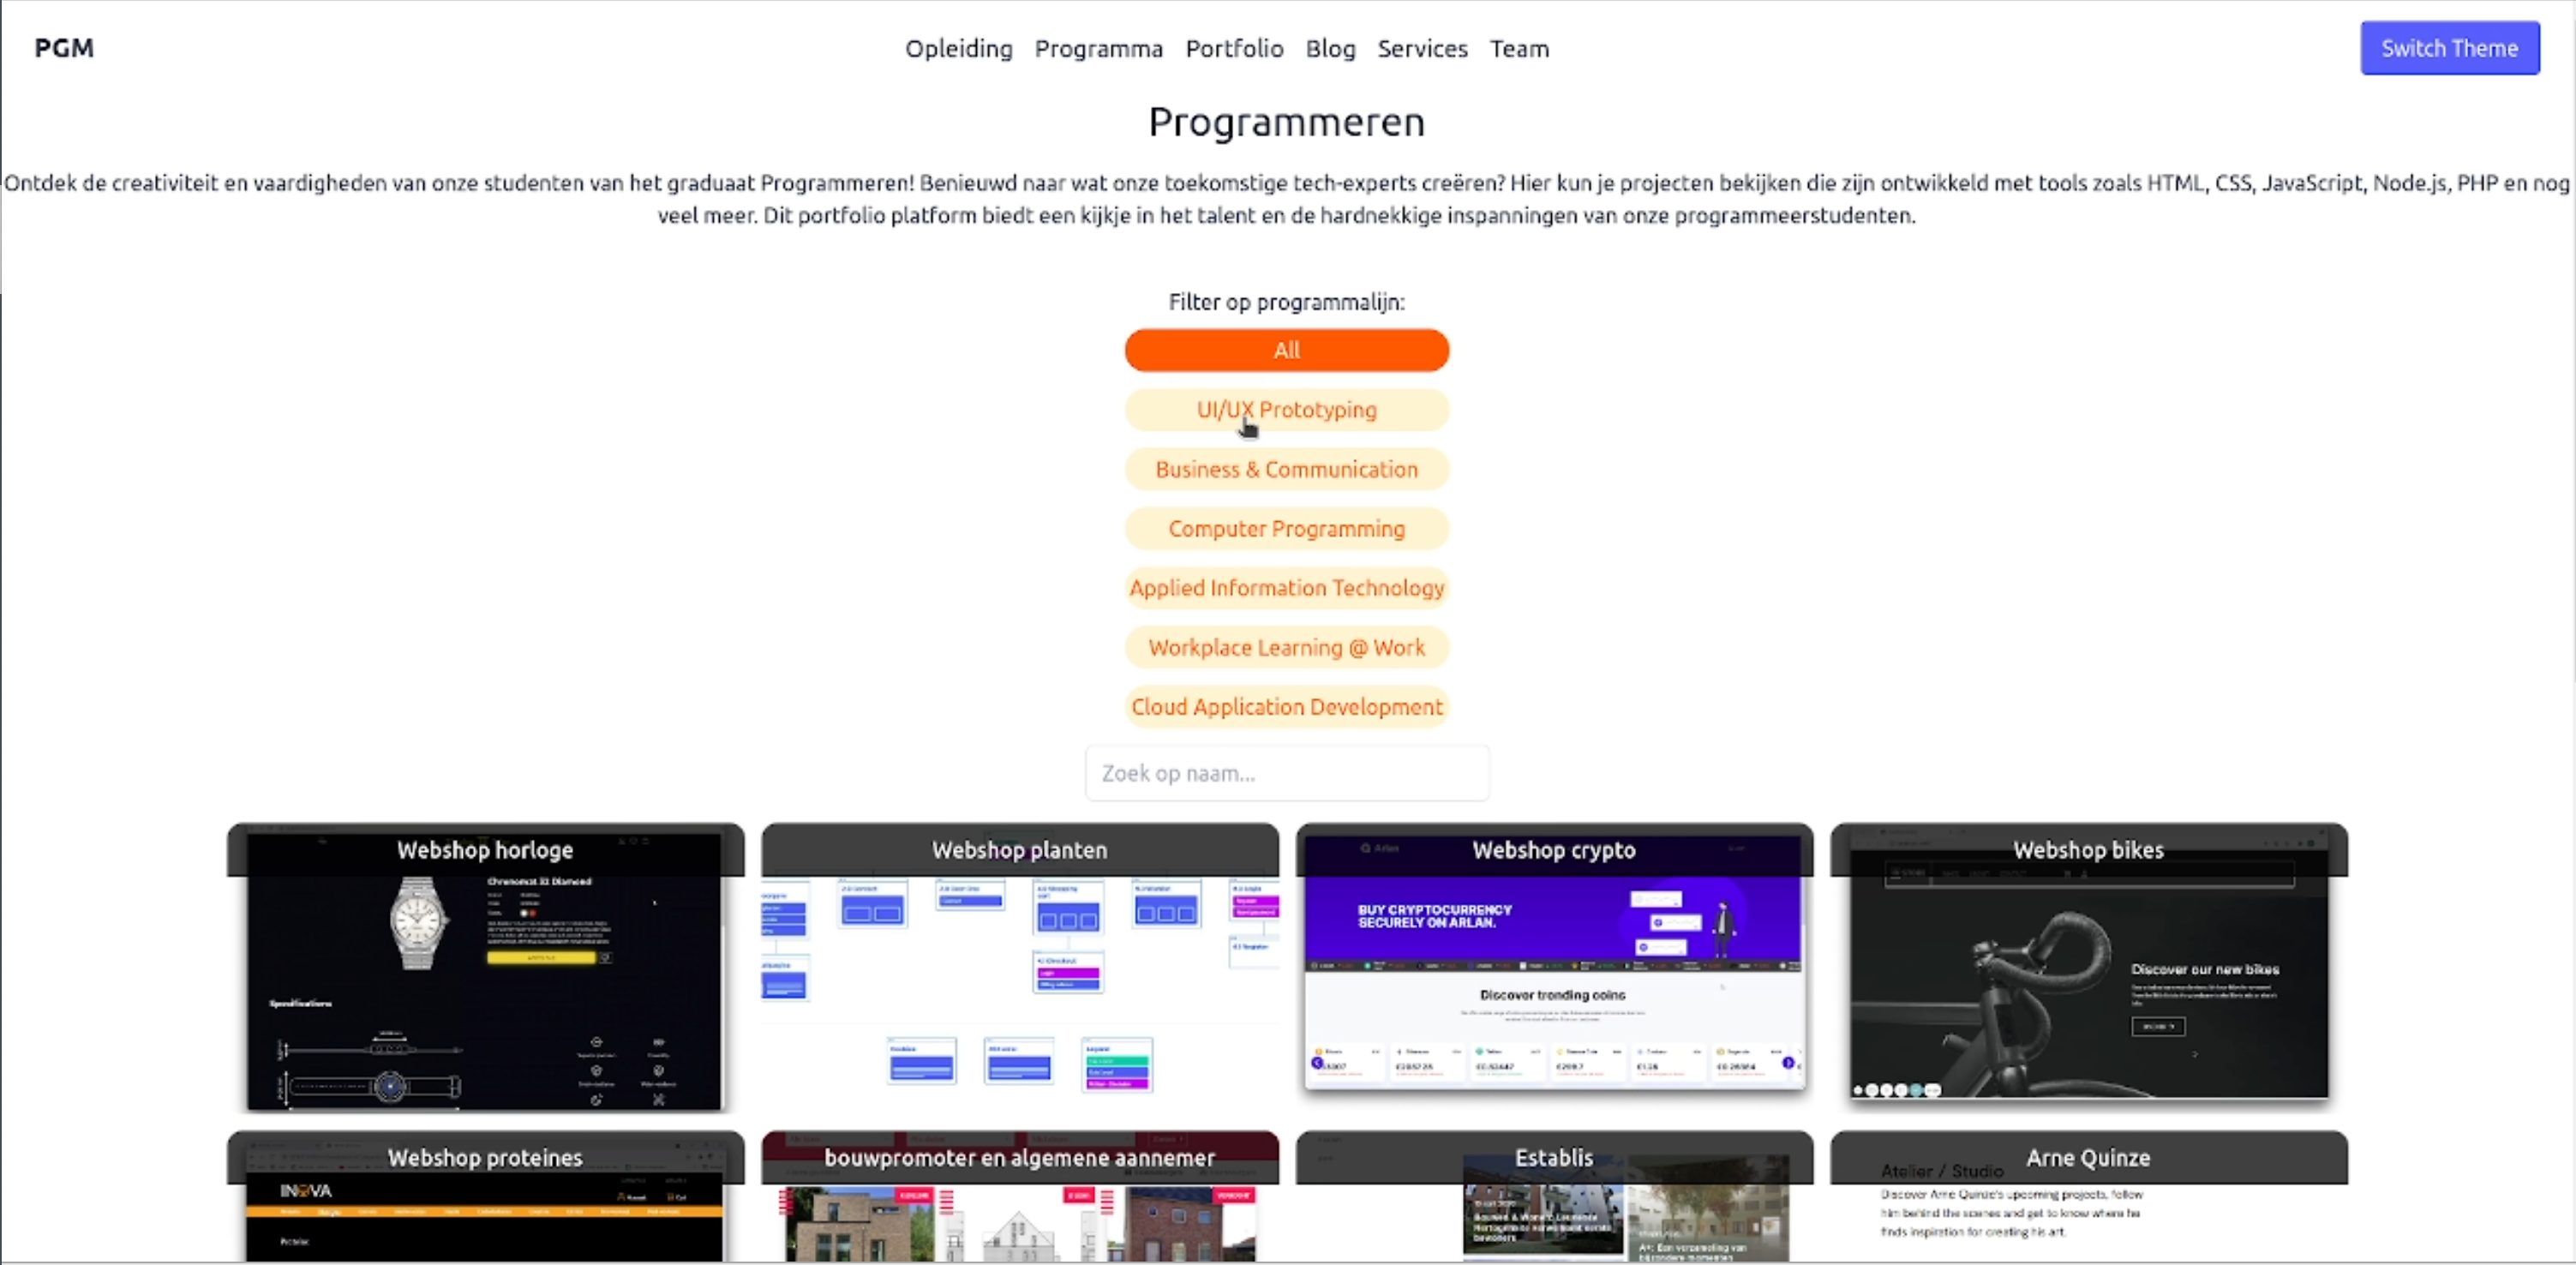 PGM
Opleiding Programma Portfolio Blog Services Team
Switch Theme
Programmeren
Ontdek de creativiteit en vaardigheden van onze studenten van het graduaat Programmeren! Benieuwd naar wat onze toekomstige tech-experts creëren? Hier kun je projecten bekijken die zijn ontwikkeld met tools zoals HTML, CSS, JavaScript, Node.js, PHP en nog
veel meer. Dit portfolio platform biedt een kijkje in het talent en de hardnekkige inspanningen van onze programmeerstudenten.
Filter op programmalijn:
All
UI/UX Prototyping
Business & Communication
Computer Programming
Applied Information Technology
Workplace Learning @ Work
Cloud Application Development
Zoek op naam...
Webshop horloge
Chronomat 32 Diamond
Specifications
Webshop planten
Webshop crypto
Arlan
BUY CRYPTOCURRENCY
SECURELY ON ARLAN.
Discover trending coins
Webshop bikes
Discover our new bikes
Webshop proteines
INOVA
bouwpromoter en algemene aannemer
Establis
Arne Quinze
Atelier / Studio
Discover Arne Quinze's upcoming projects, follow
him behind the scenes and get to know where he
finds inspiration for creating his art.